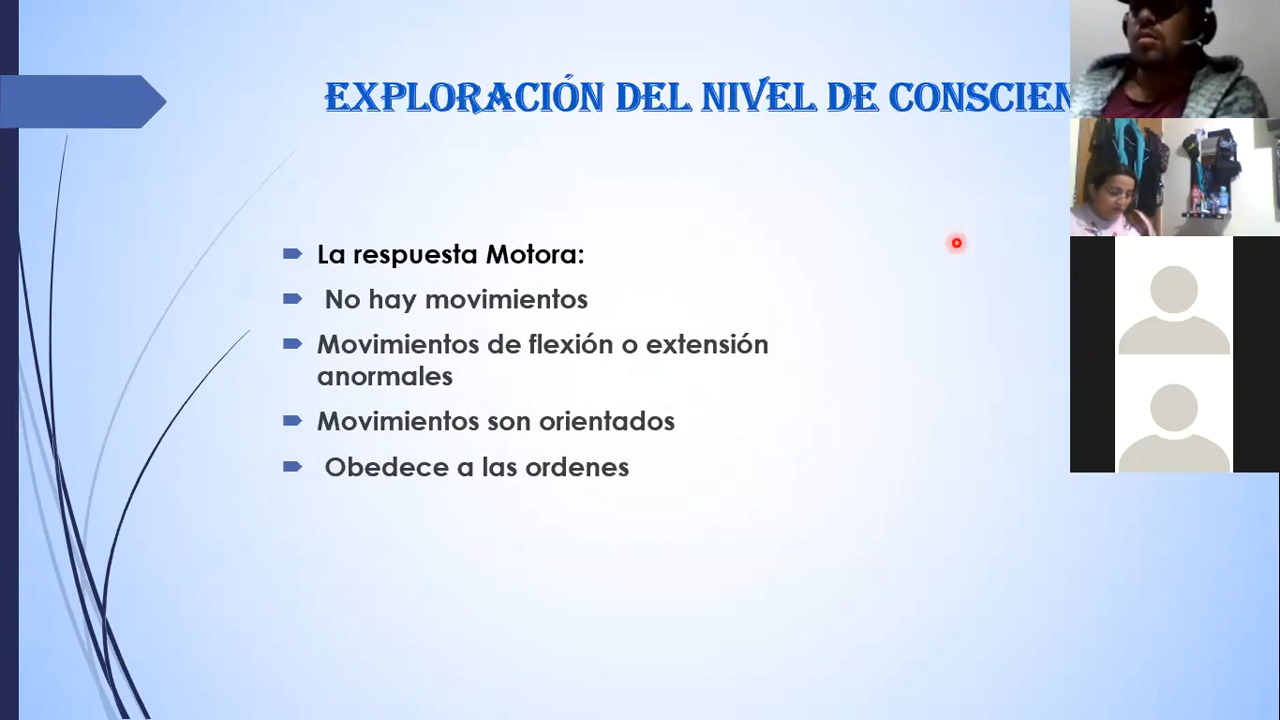 EXPLORACIÓN DEL NIVEL DE CONSCIEN
La respuesta Motora:
No hay movimientos
Movimientos de flexión o extensión
anormales
Movimientos son orientados
Obedece a las ordenes